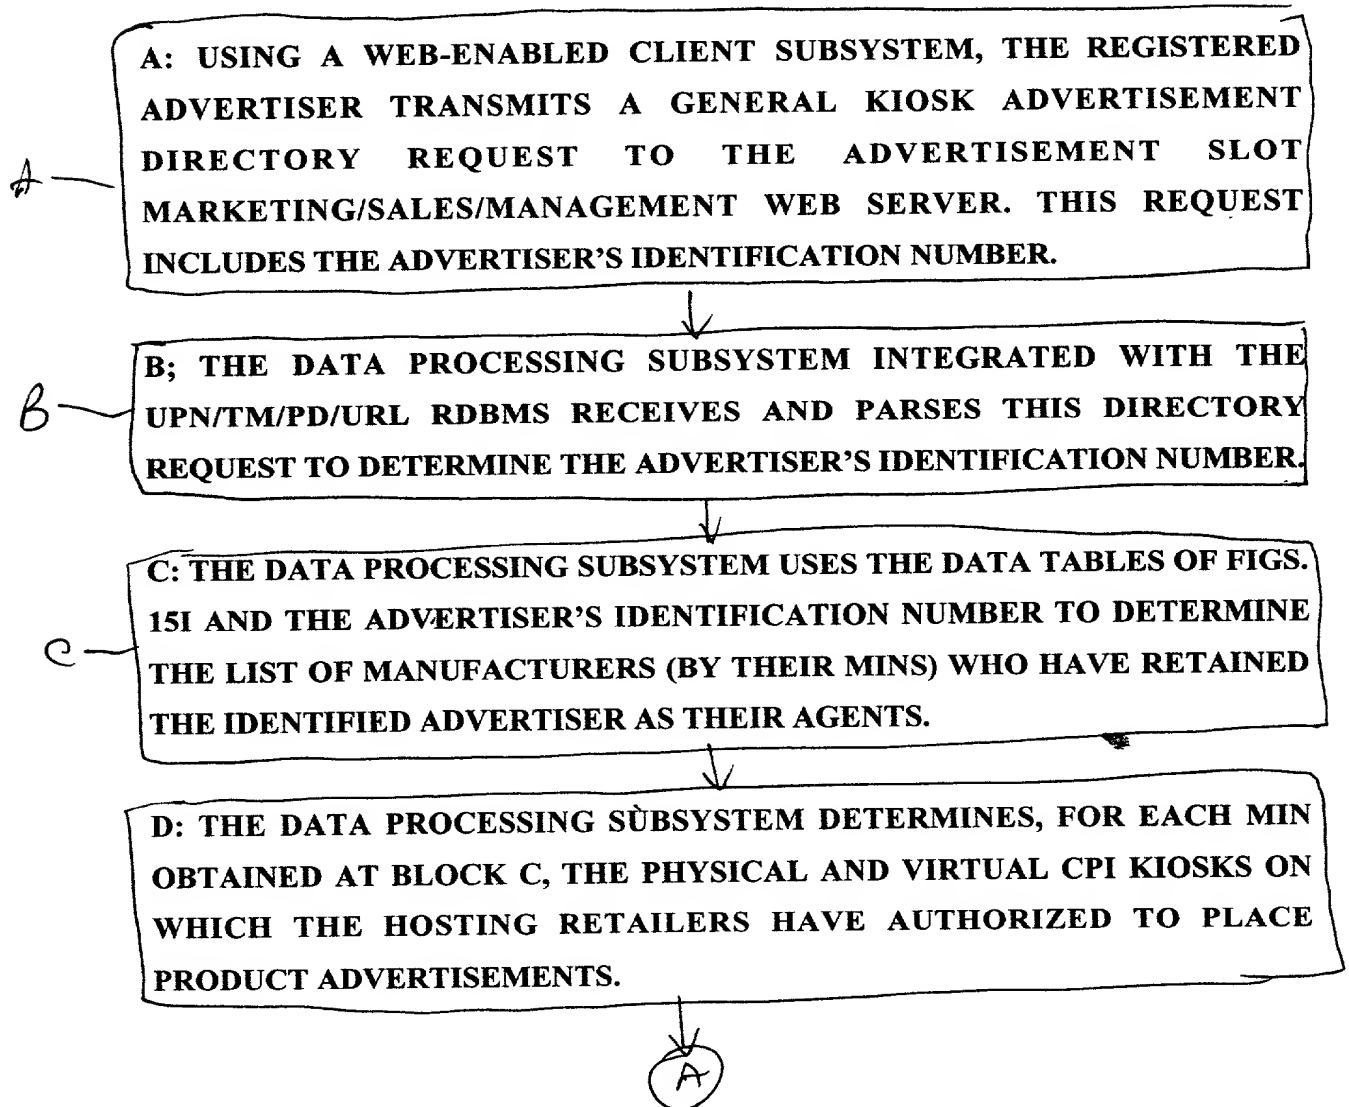 A: USING A WEB-ENABLED CLIENT SUBSYSTEM, THE REGISTERED
ADVERTISER TRANSMITS A GENERAL KIOSK ADVERTISEMENT
DIRECTORY REQUEST TO THE ADVERTISEMENT SLOT
A
MARKETING/SALES/MANAGEMENT WEB SERVER. THIS REQUEST
INCLUDES THE ADVERTISER'S IDENTIFICATION NUMBER.
B; THE DATA PROCESSING SUBSYSTEM INTEGRATED WITH THE
B
UPN/TM/PD/URL RDBMS RECEIVES AND PARSES THIS DIRECTORY
REQUEST TO DETERMINE THE ADVERTISER'S IDENTIFICATION NUMBER.
C: THE DATA PROCESSING SUBSYSTEM USES THE DATA TABLES OF FIGS.
15I AND THE ADVERTISER'S IDENTIFICATION NUMBER TO DETERMINE
C
THE LIST OF MANUFACTURERS (BY THEIR MINS) WHO HAVE RETAINED
THE IDENTIFIED ADVERTISER AS THEIR AGENTS.
D: THE DATA PROCESSING SUBSYSTEM DETERMINES, FOR EACH MIN
OBTAINED AT BLOCK C, THE PHYSICAL AND VIRTUAL CPI KIOSKS ON
WHICH THE HOSTING RETAILERS HAVE AUTHORIZED TO PLACE
PRODUCT ADVERTISEMENTS.
A